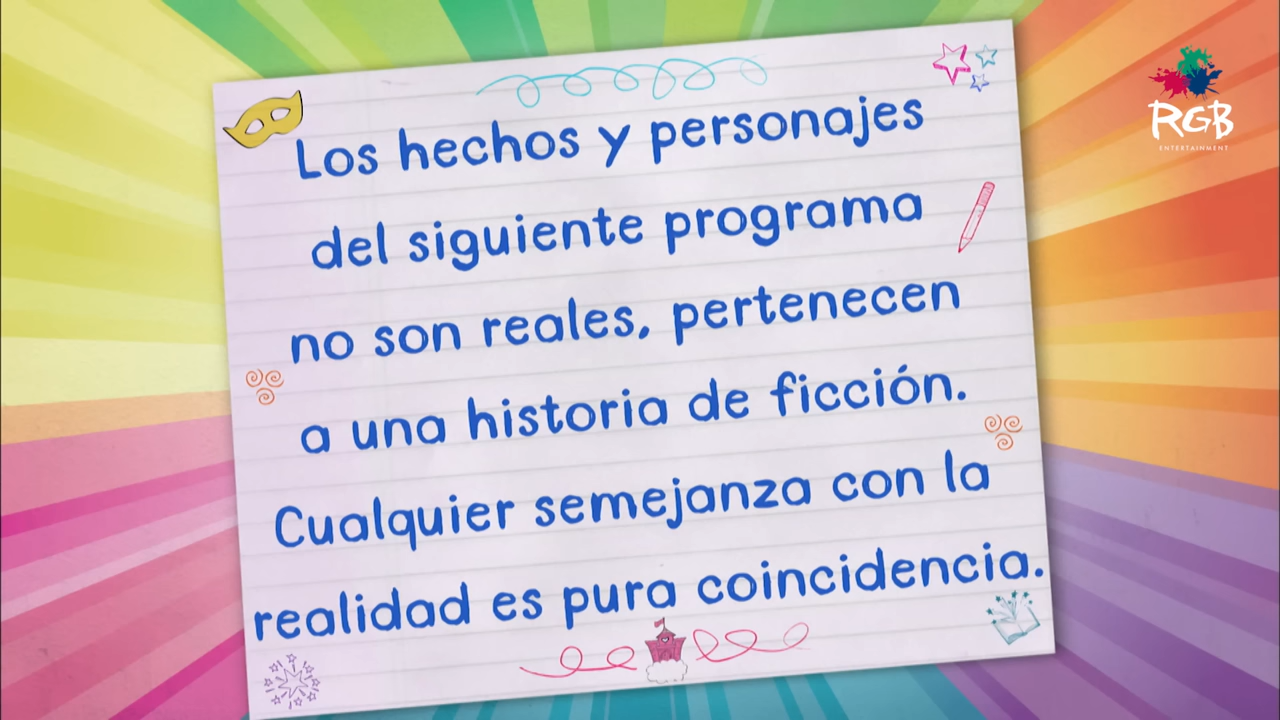 Los hechos y personajes
del siguiente programa
no son reales, pertenecen
a una historia de ficción.
Cualquier semejanza con la
realidad es pura coincidencia.
RGB
ENTERTAINMENT